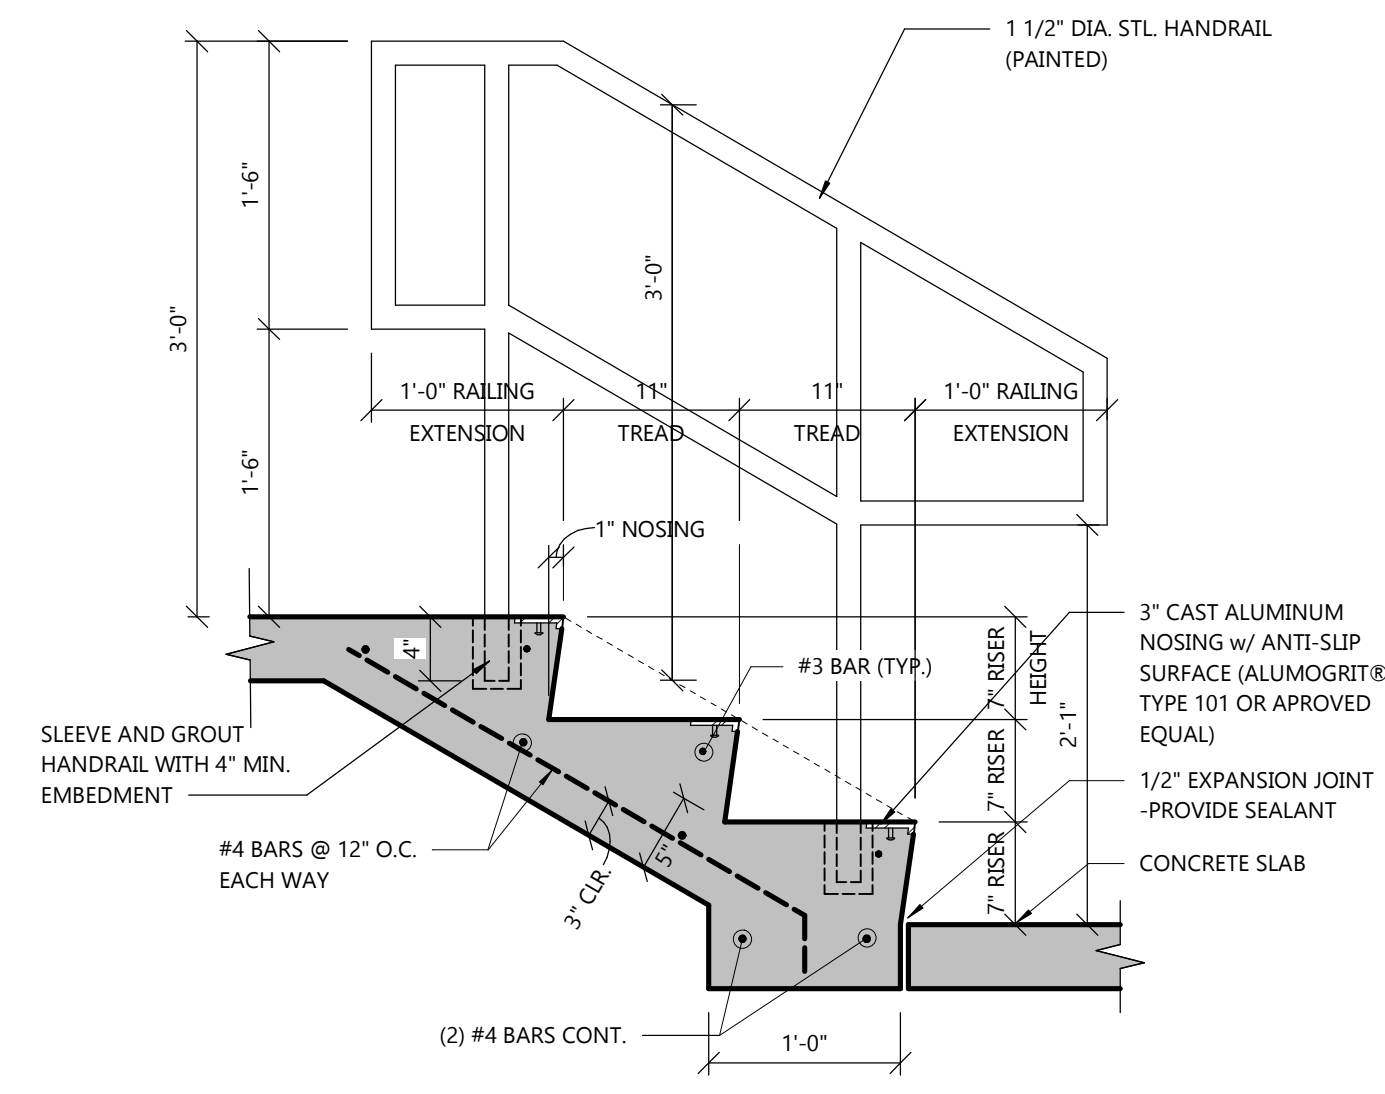 1 1/2" DIA. STL. HANDRAIL
(PAINTED)
1'-6"
3'-0"
3'-0"
1'-0" RAILING
EXTENSION
11"
TREAD
11"
TREAD
1'-0" RAILING
EXTENSION
1'-6"
1" NOSING
3" CAST ALUMINUM
NOSING w/ ANTI-SLIP
SURFACE (ALUMOGRIT®
TYPE 101 OR APROVED
EQUAL)
4"
#3 BAR (TYP.)
7" RISER
HEIGHT
2'-1"
SLEEVE AND GROUT
HANDRAIL WITH 4" MIN.
EMBEDMENT
7" RISER
1/2" EXPANSION JOINT
-PROVIDE SEALANT
#4 BARS @ 12" O.C.
EACH WAY
5"
3" CLR.
7" RISER
CONCRETE SLAB
(2) #4 BARS CONT.
1'-0"